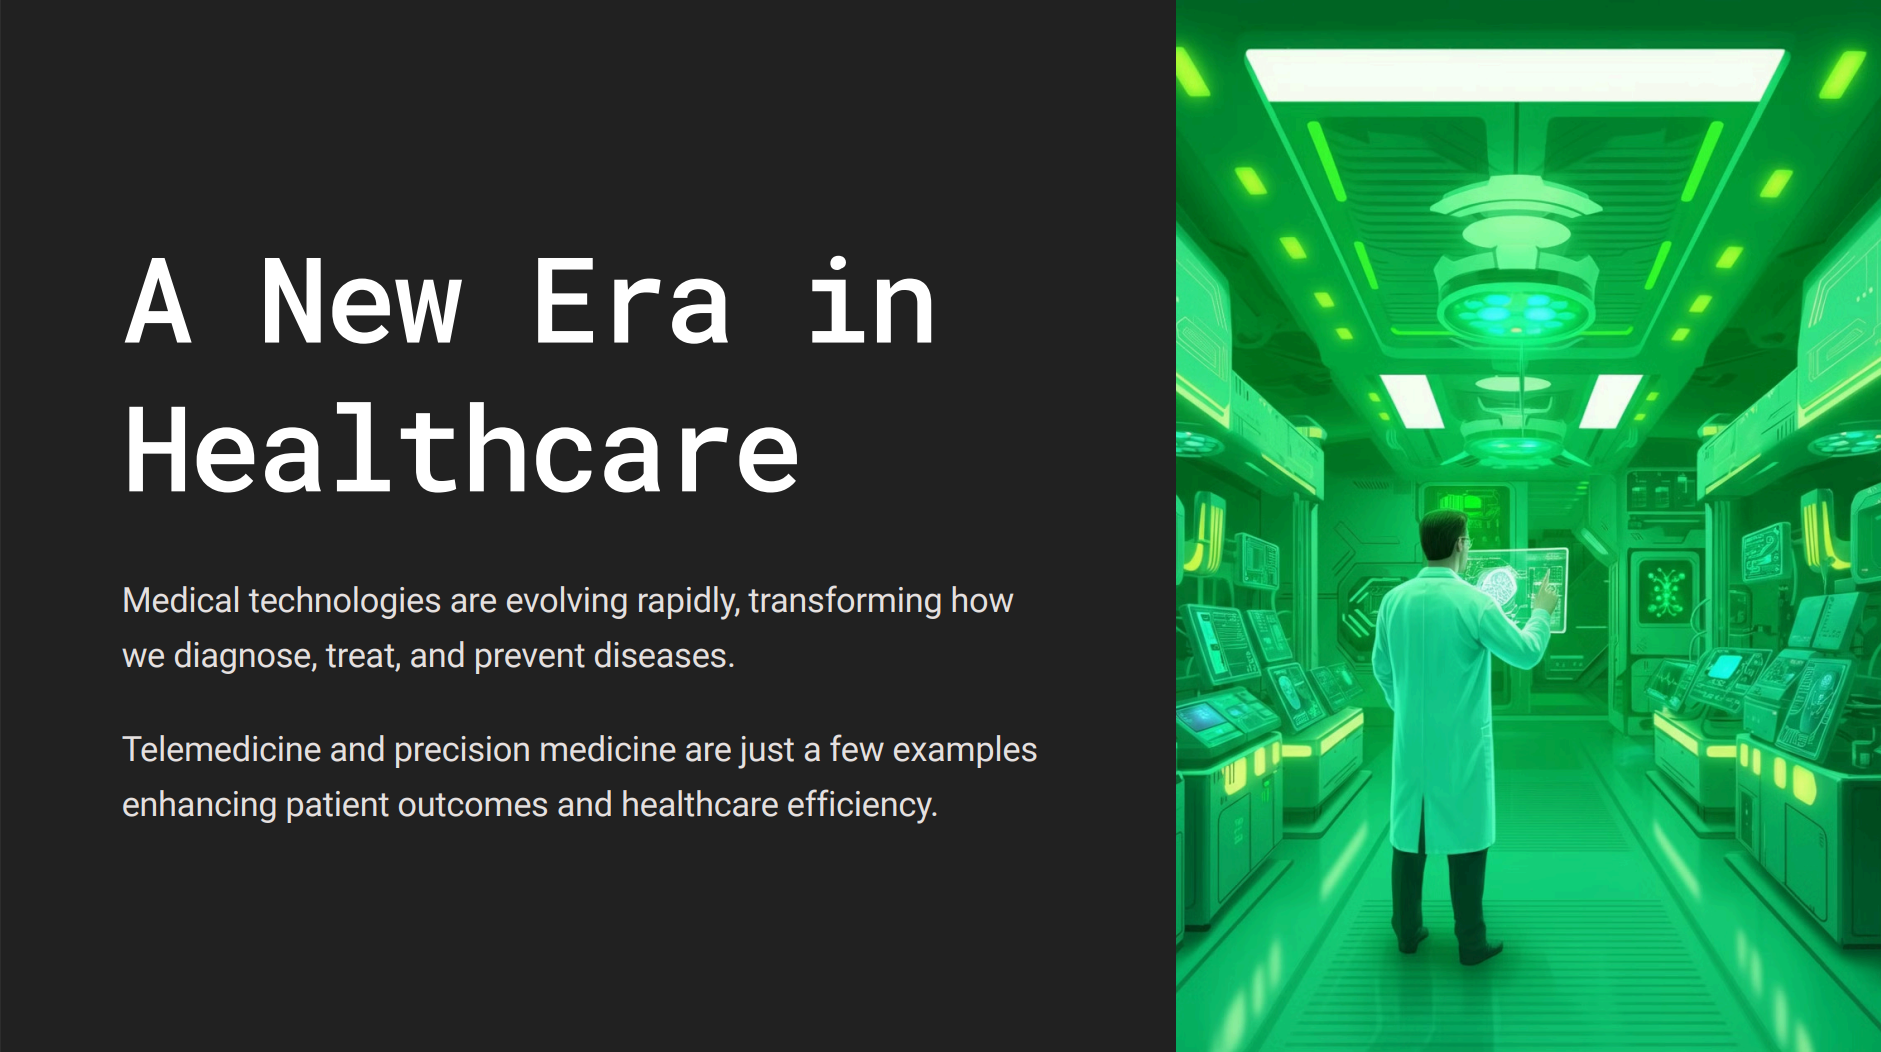 A New Era in
Healthcare
Medical technologies are evolving rapidly, transforming how
we diagnose, treat, and prevent diseases.
Telemedicine and precision medicine are just a few examples
enhancing patient outcomes and healthcare efficiency.